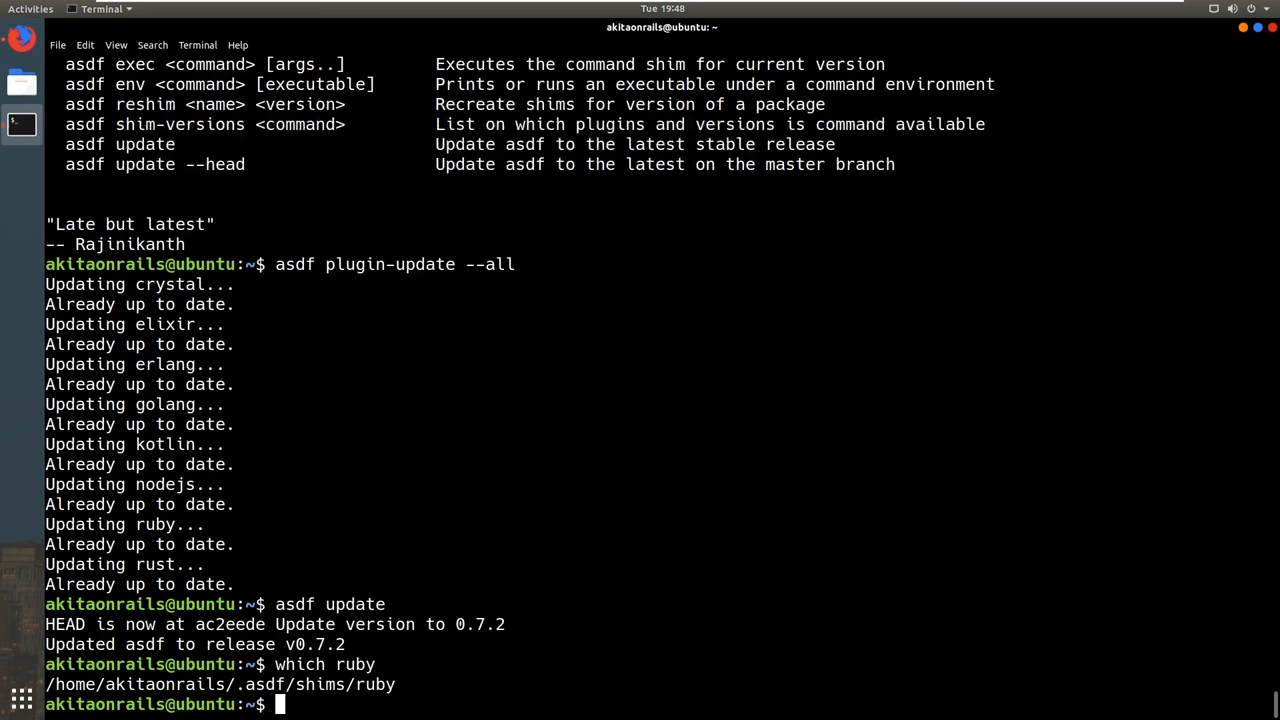 Activities
Terminal
Tue 19:48
akitaonrails@ubuntu: ~
File Edit View Search Terminal Help
asdf exec <command> [args..] Executes the command shim for current version
asdf env <command> [executable] Prints or runs an executable under a command environment
asdf reshim <name> <version> Recreate shims for version of a package
asdf shim-versions <command> List on which plugins and versions is command available
asdf update Update asdf to the latest stable release
asdf update --head Update asdf to the latest on the master branch
"Late but latest"
-- Rajinikanth
akitaonrails@ubuntu:~$ asdf plugin-update --all
Updating crystal...
Already up to date.
Updating elixir...
Already up to date.
Updating erlang...
Already up to date.
Updating golang...
Already up to date.
Updating kotlin...
Already up to date.
Updating nodejs...
Already up to date.
Updating ruby...
Already up to date.
Updating rust...
Already up to date.
akitaonrails@ubuntu:~$ asdf update
HEAD is now at ac2eede Update version to 0.7.2
Updated asdf to release v0.7.2
akitaonrails@ubuntu:~$ which ruby
/home/akitaonrails/.asdf/shims/ruby
akitaonrails@ubuntu:~$